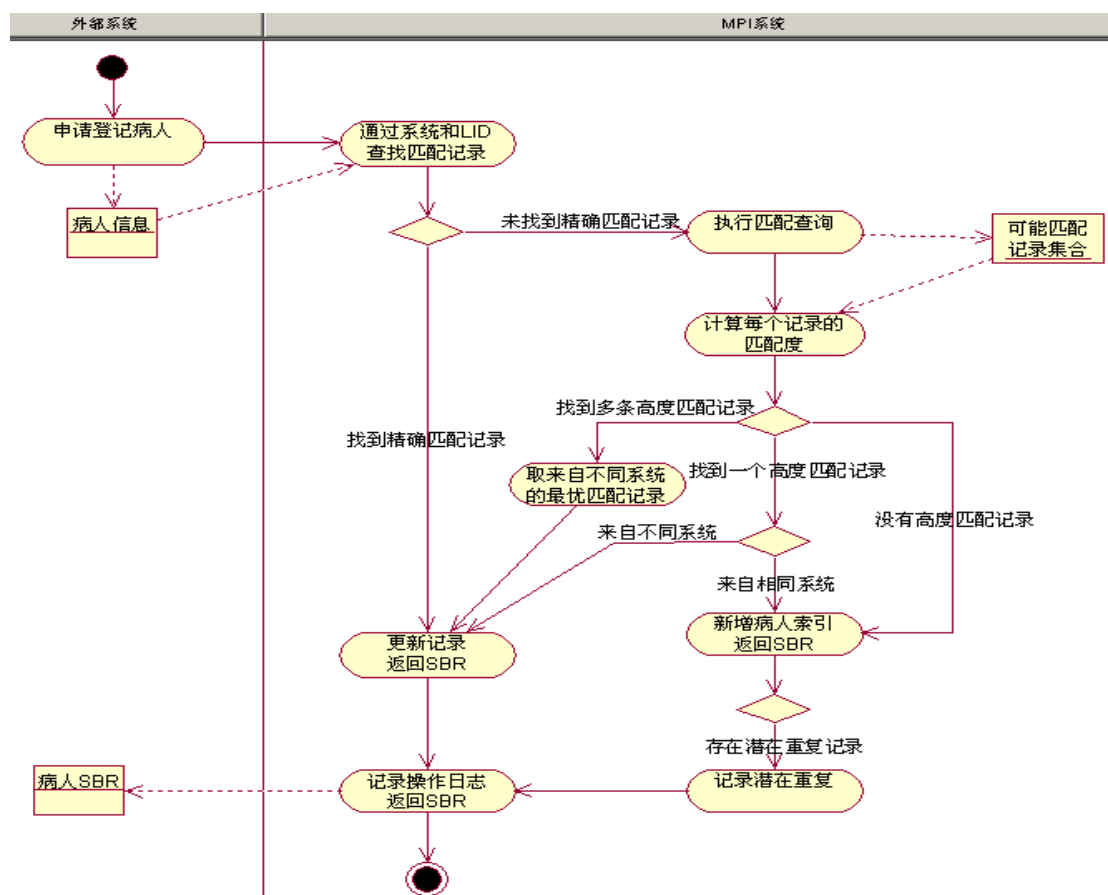 外部系统
MPI系统
申请登记病人
通过系统和LID
查找匹配记录
病人信息
未找到精确匹配记录
执行匹配查询
可能匹配
记录集合
计算每个记录的
匹配度
找到多条高度匹配记录
找到精确匹配记录
取来自不同系统
的最优匹配记录
找到一个高度匹配记录
没有高度匹配记录
来自不同系统
来自相同系统
更新记录
返回SBR
新增病人索引
返回SBR
存在潜在重复记录
病人SBR
记录操作日志
返回SBR
记录潜在重复